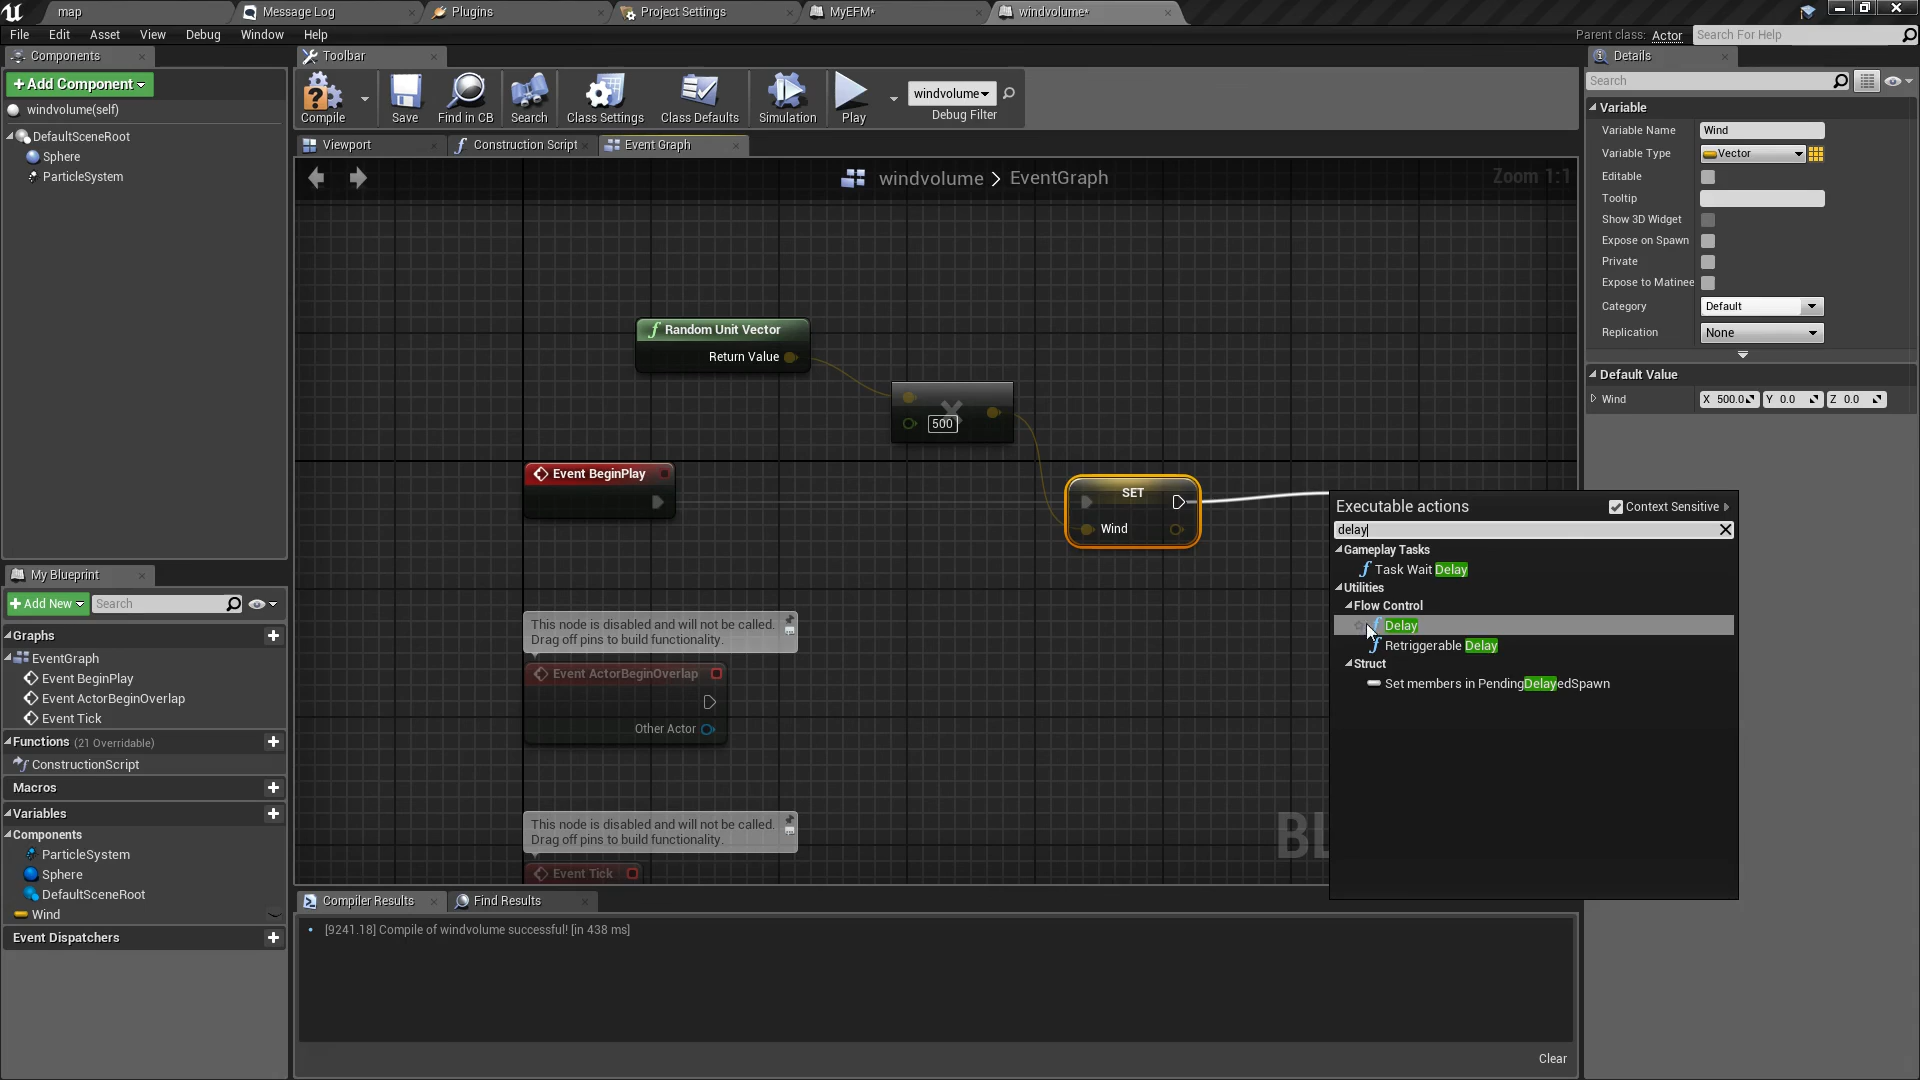 map
Message Log
Plugins
Project Settings
MyEFM*
windvolume*
File Edit Asset View Debug Window Help
Parent class: Actor
Search For Help
Components
+Add Component
windvolume(self)
DefaultSceneRoot
Sphere
ParticleSystem
Toolbar
Compile
Save
Find in CB
Search
Class Settings
Class Defaults
Simulation
Play
windvolume
Debug Filter
Viewport
Construction Script
Event Graph
windvolume > EventGraph
Zoom 1:1
Random Unit Vector
Return Value
500
Event BeginPlay
SET
Wind
This node is disabled and will not be called.
Drag off pins to build functionality.
Event ActorBeginOverlap
Other Actor
This node is disabled and will not be called.
Drag off pins to build functionality.
Event Tick
BL
Executable actions
Context Sensitive
delay
Gameplay Tasks
Task Wait Delay
Utilities
Flow Control
Delay
Retriggerable Delay
Struct
Set members in PendingDelayedSpawn
My Blueprint
+Add New
Search
Graphs
EventGraph
Event BeginPlay
Event ActorBeginOverlap
Event Tick
Functions (21 Overridable)
ConstructionScript
Macros
Variables
Components
ParticleSystem
Sphere
DefaultSceneRoot
Wind
Event Dispatchers
Compiler Results
Find Results
[9241.18] Compile of windvolume successful! [in 438 ms]
Clear
Details
Search
Variable
Variable Name Wind
Variable Type Vector
Editable
Tooltip
Show 3D Widget
Expose on Spawn
Private
Expose to Matinee
Category Default
Replication None
Default Value
Wind X 500.0 Y 0.0 Z 0.0